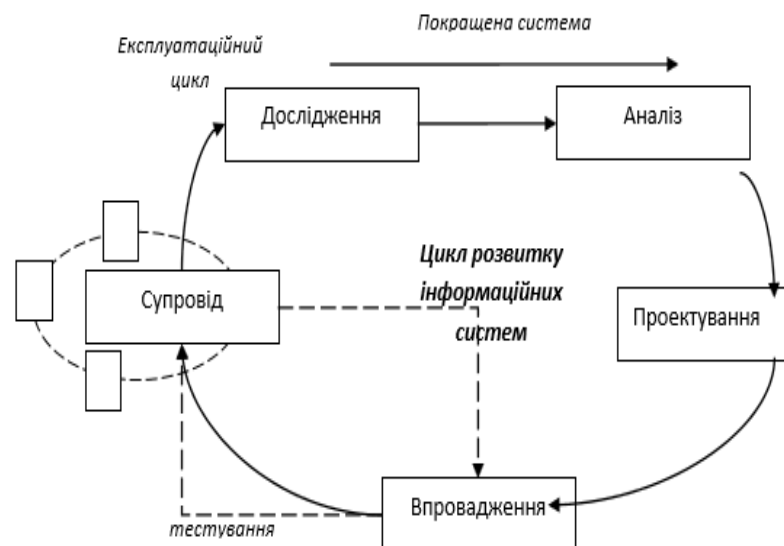 Експлуатаційний
цикл
Покращена система
Дослідження
Аналіз
Цикл розвитку
інформаційних
систем
Супровід
Проектування
Впровадження
тестування